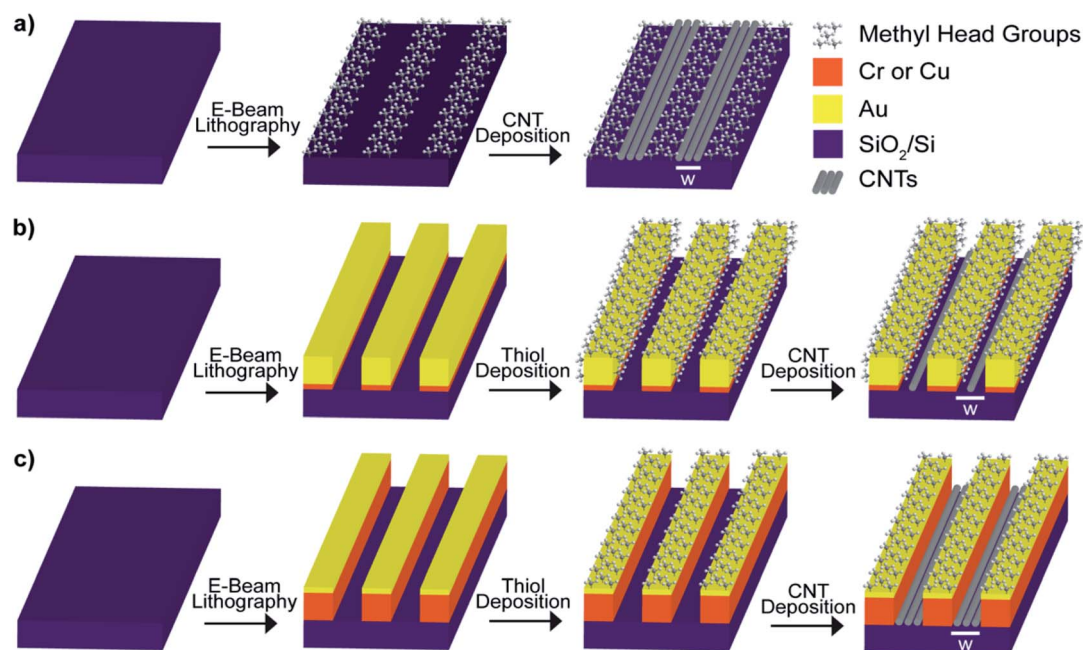 a)
E-Beam
Lithography
CNT
Deposition
w
Methyl Head Groups
Cr or Cu
Au
SiO₂/Si
CNTs
b)
E-Beam
Lithography
Thiol
Deposition
CNT
Deposition
w
c)
E-Beam
Lithography
Thiol
Deposition
CNT
Deposition
w